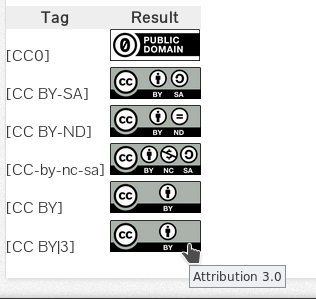 Tag Result
[CC0] 0 PUBLIC DOMAIN
[CC BY-SA] cc BY SA
[CC BY-ND] cc = BY ND
[CC-by-nc-sa] cc $ BY NC SA
[CC BY] cc BY
[CC BY|3] cc BY
Attribution 3.0